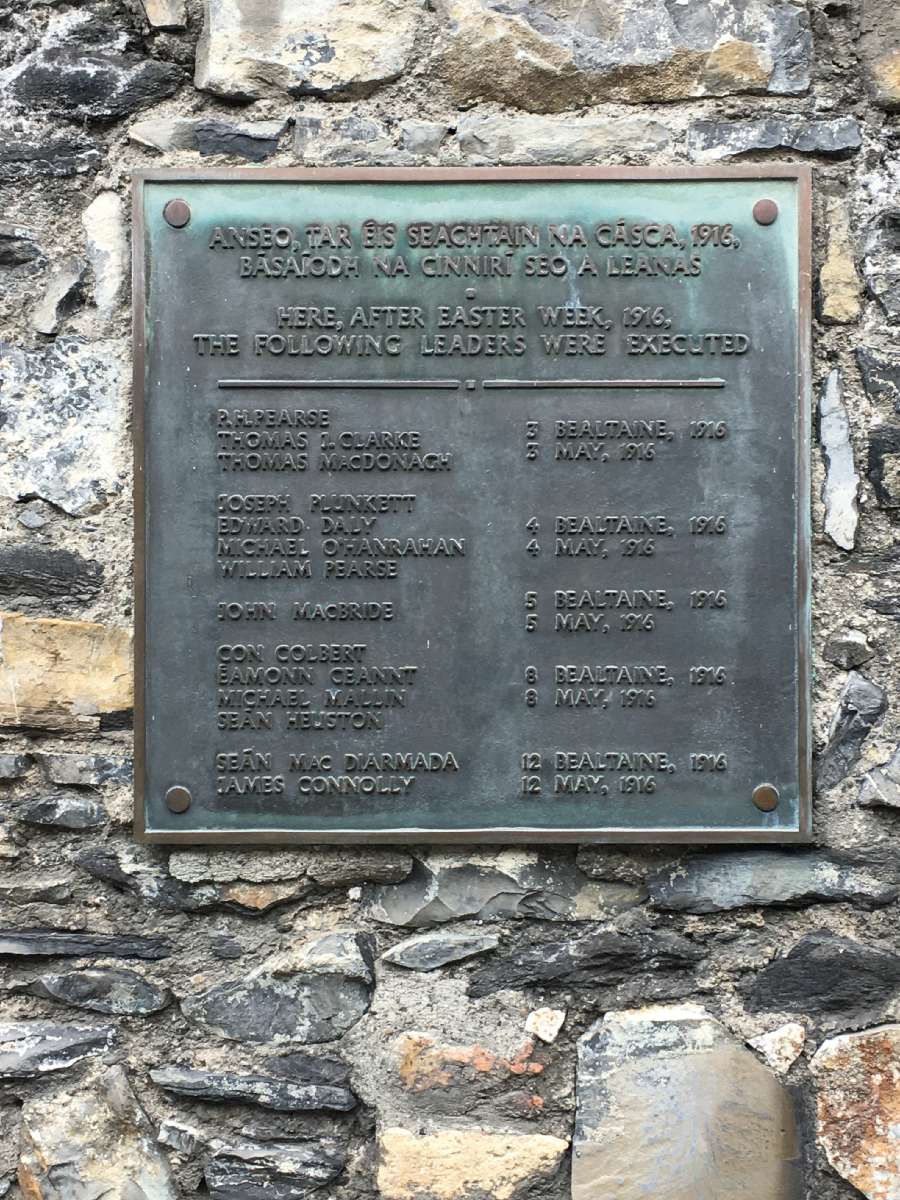 ANSEO, TAR ÉIS SEACHTAIN NA CÁSCA, 1916,
BÁSAÍODH NA CINNIRÍ SEO A LEANAS
HERE, AFTER EASTER WEEK, 1916,
THE FOLLOWING LEADERS WERE EXECUTED
P.H.PEARSE
THOMAS J.CLARKE 3 BEALTAINE, 1916
THOMAS MACDONAGH 3 MAY, 1916
JOSEPH PLUNKETT
EDWARD DALY 4 BEALTAINE, 1916
MICHAEL O'HANRAHAN 4 MAY, 1916
WILLIAM PEARSE
JOHN MACBRIDE 5 BEALTAINE, 1916
5 MAY, 1916
CON COLBERT
ÉAMONN CEANNT 8 BEALTAINE, 1916
MICHAEL MALLIN 8 MAY, 1916
SEÁN HEUSTON
SEÁN MAC DIARMADA 12 BEALTAINE, 1916
JAMES CONNOLLY 12 MAY, 1916